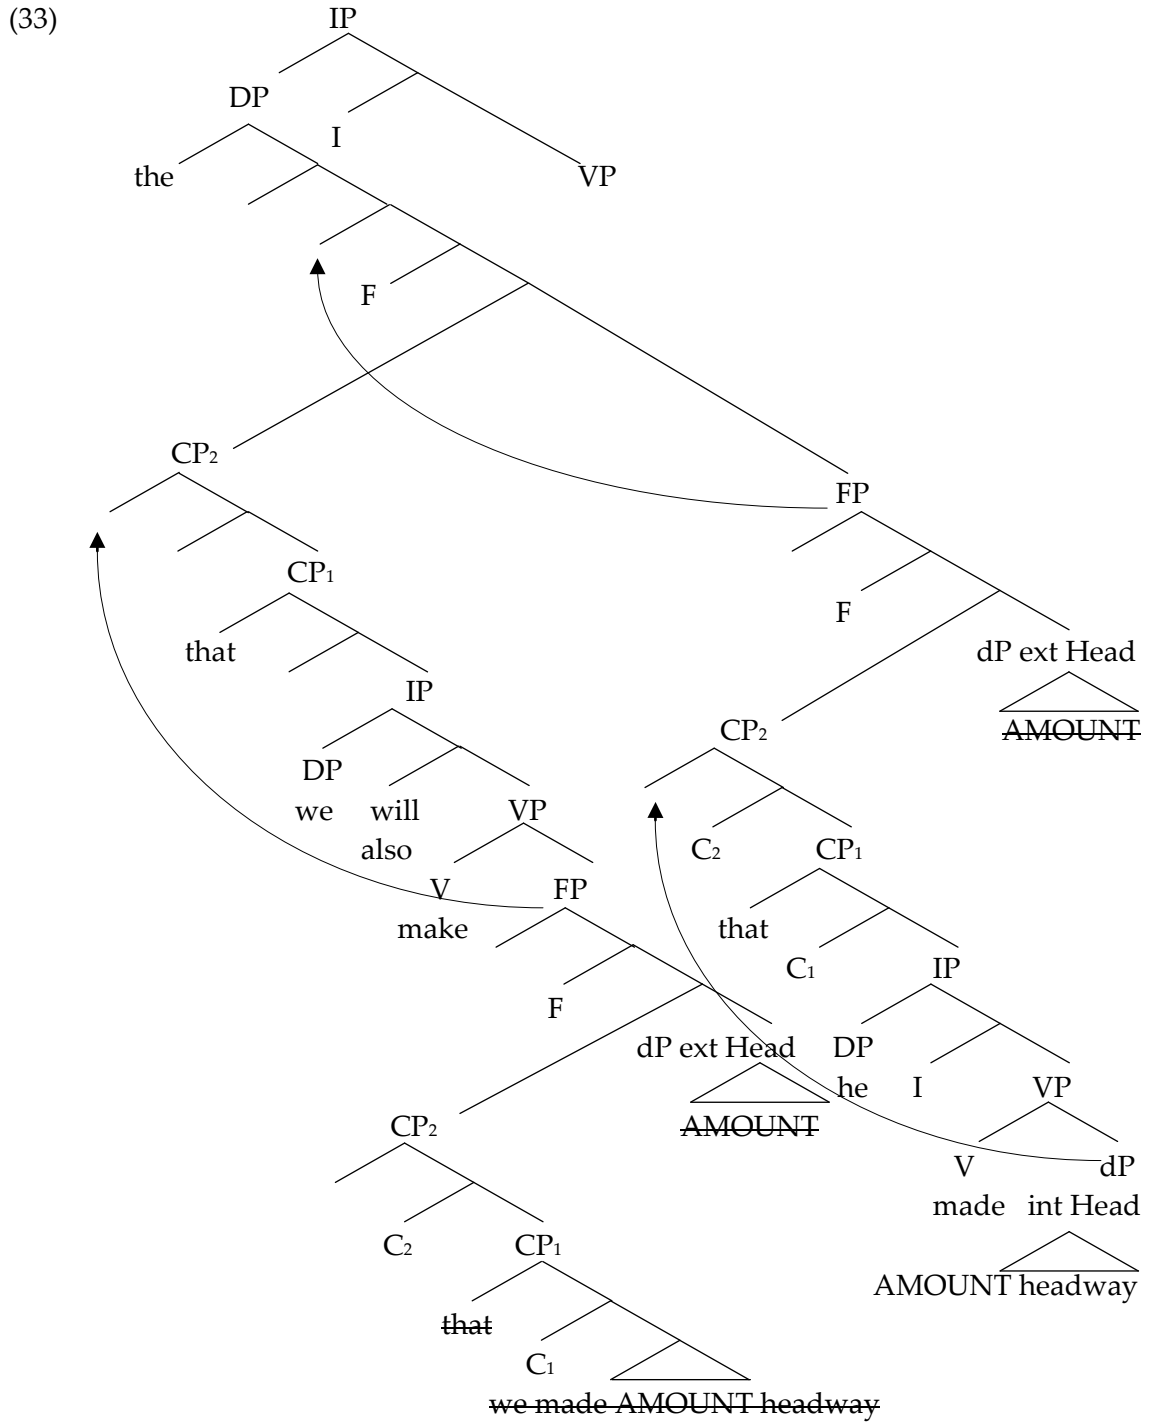 (33)
IP
DP
I
the
VP
F
CP₂
FP
CP₁
F
that
dP ext Head
IP
AMOUNT
CP₂
DP
we will
VP
also
C₂
CP₁
V
FP
make
that
C₁
IP
F
dP ext Head
DP
he
I
VP
AMOUNT
CP₂
V
dP
made int Head
C₂
CP₁
AMOUNT headway
that
C₁
we made AMOUNT headway